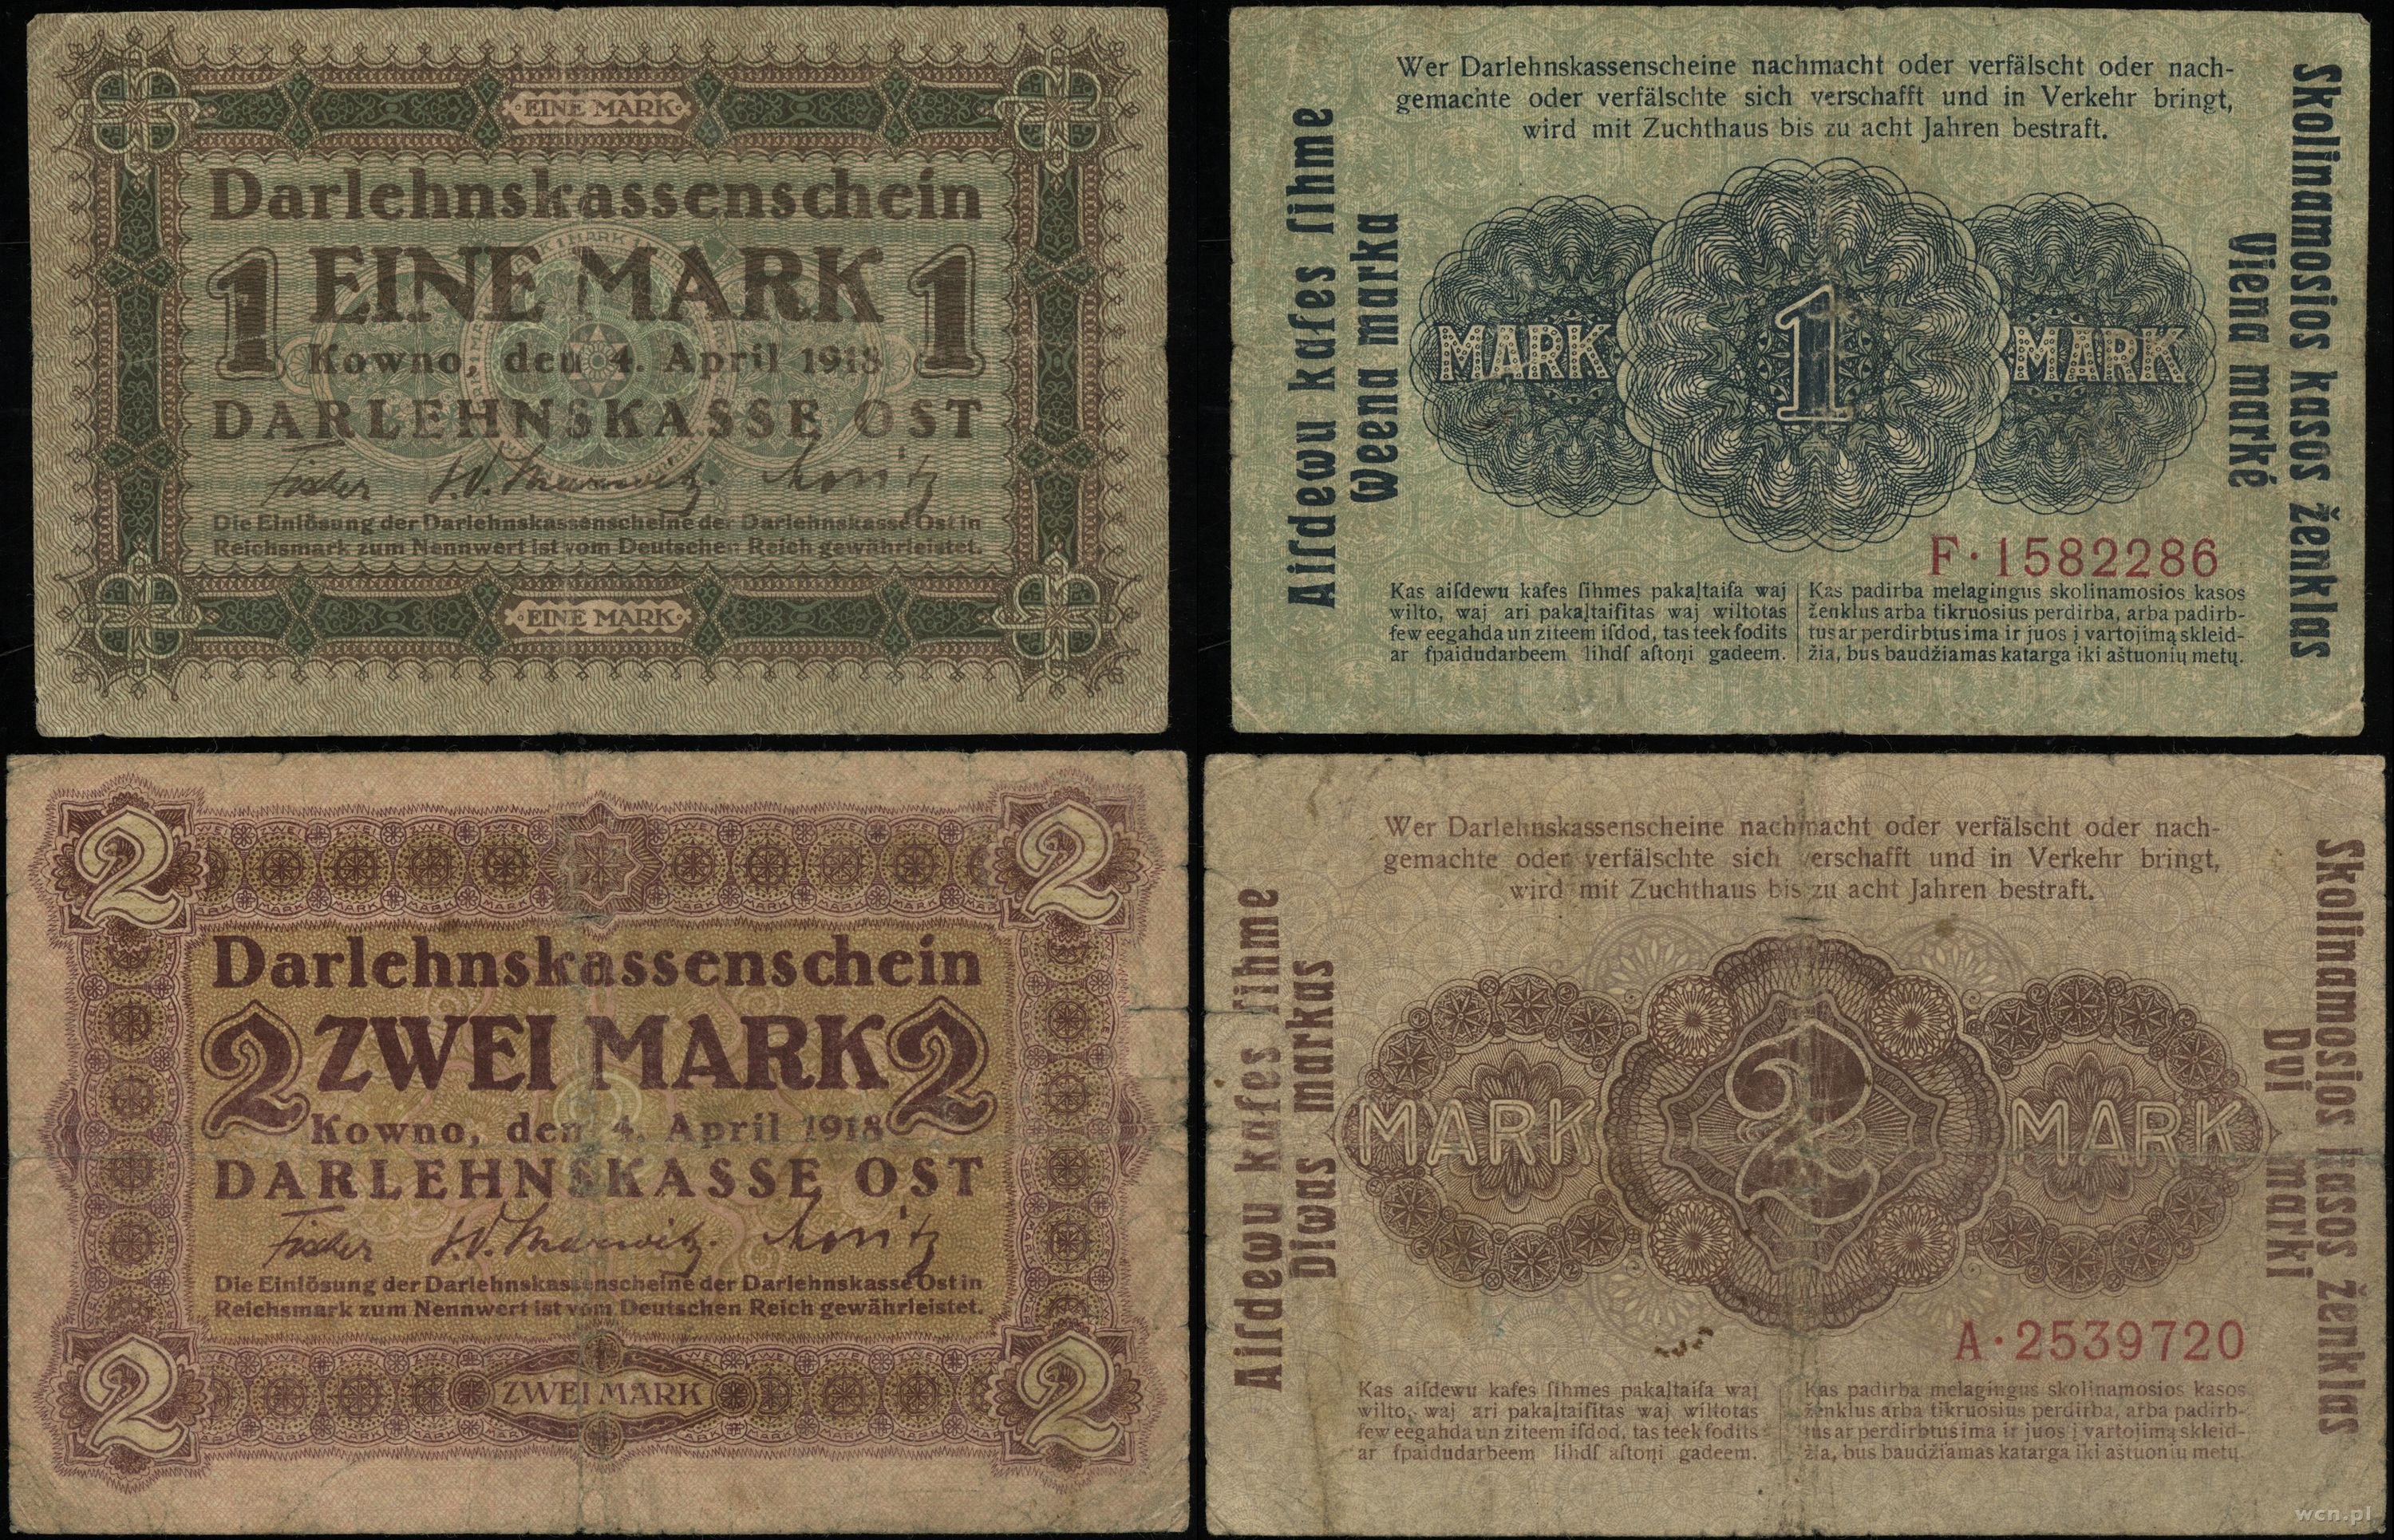 EINE MARK
Darlehnskassenschein
1 EINE MARK 1
Kowno, den 4. April 1918
DARLEHNSKASSE OST
Die Einlösung der Darlehnskassenscheine der Darlehnskasse Ost in
Reichsmark zum Nennwert ist vom Deutschen Reich gewährleistet.
EINE MARK
Wer Darlehnskassenscheine nachmacht oder verfälscht oder nach-
gemachte oder verfälschte sich verschafft und in Verkehr bringt,
wird mit Zuchthaus bis zu acht Jahren bestraft.
Aiſdewu kaſes ſihme
Weena marka
MARK 1 MARK
Skolinamosios kasos ženklas
Viena markė
F·1582286
Kas aiſdewu kaſes ſihmes pakaļtaiſa waj
wilto, waj ari pakaļtaiſitas waj wiltotas
ſew eegahda un ziteem iſdod, tas teek ſodits
ar ſpaidudarbeem lihdſ aſtoņi gadeem.
Kas padirba melagingus skolinamosios kasos
ženklus arba tikruosius perdirba, arba padirb-
tus ar perdirbtus ima ir juos į vartojimą skleid-
žia, bus baudžiamas katarga iki aštuonių metų.
2 2
Darlehnskassenschein
2 ZWEI MARK 2
Kowno, den 4. April 1918
DARLEHNSKASSE OST
Die Einlösung der Darlehnskassenscheine der Darlehnskasse Ost in
Reichsmark zum Nennwert ist vom Deutschen Reich gewährleistet.
2 ZWEI MARK 2
Wer Darlehnskassenscheine nachmacht oder verfälscht oder nach-
gemachte oder verfälschte sich verschafft und in Verkehr bringt,
wird mit Zuchthaus bis zu acht Jahren bestraft.
Aiſdewu kaſes ſihme
Diwas markas
MARK 2 MARK
Skolinamosios kasos ženklas
Dvi marki
A·2539720
Kas aiſdewu kaſes ſihmes pakaļtaiſa waj
wilto, waj ari pakaļtaiſitas waj wiltotas
ſew eegahda un ziteem iſdod, tas teek ſodits
ar ſpaidudarbeem lihdſ aſtoņi gadeem.
Kas padirba melagingus skolinamosios kasos
ženklus arba tikruosius perdirba, arba padirb-
tus ar perdirbtus ima ir juos į vartojimą skleid-
žia, bus baudžiamas katarga iki aštuonių metų.
wcn.pl